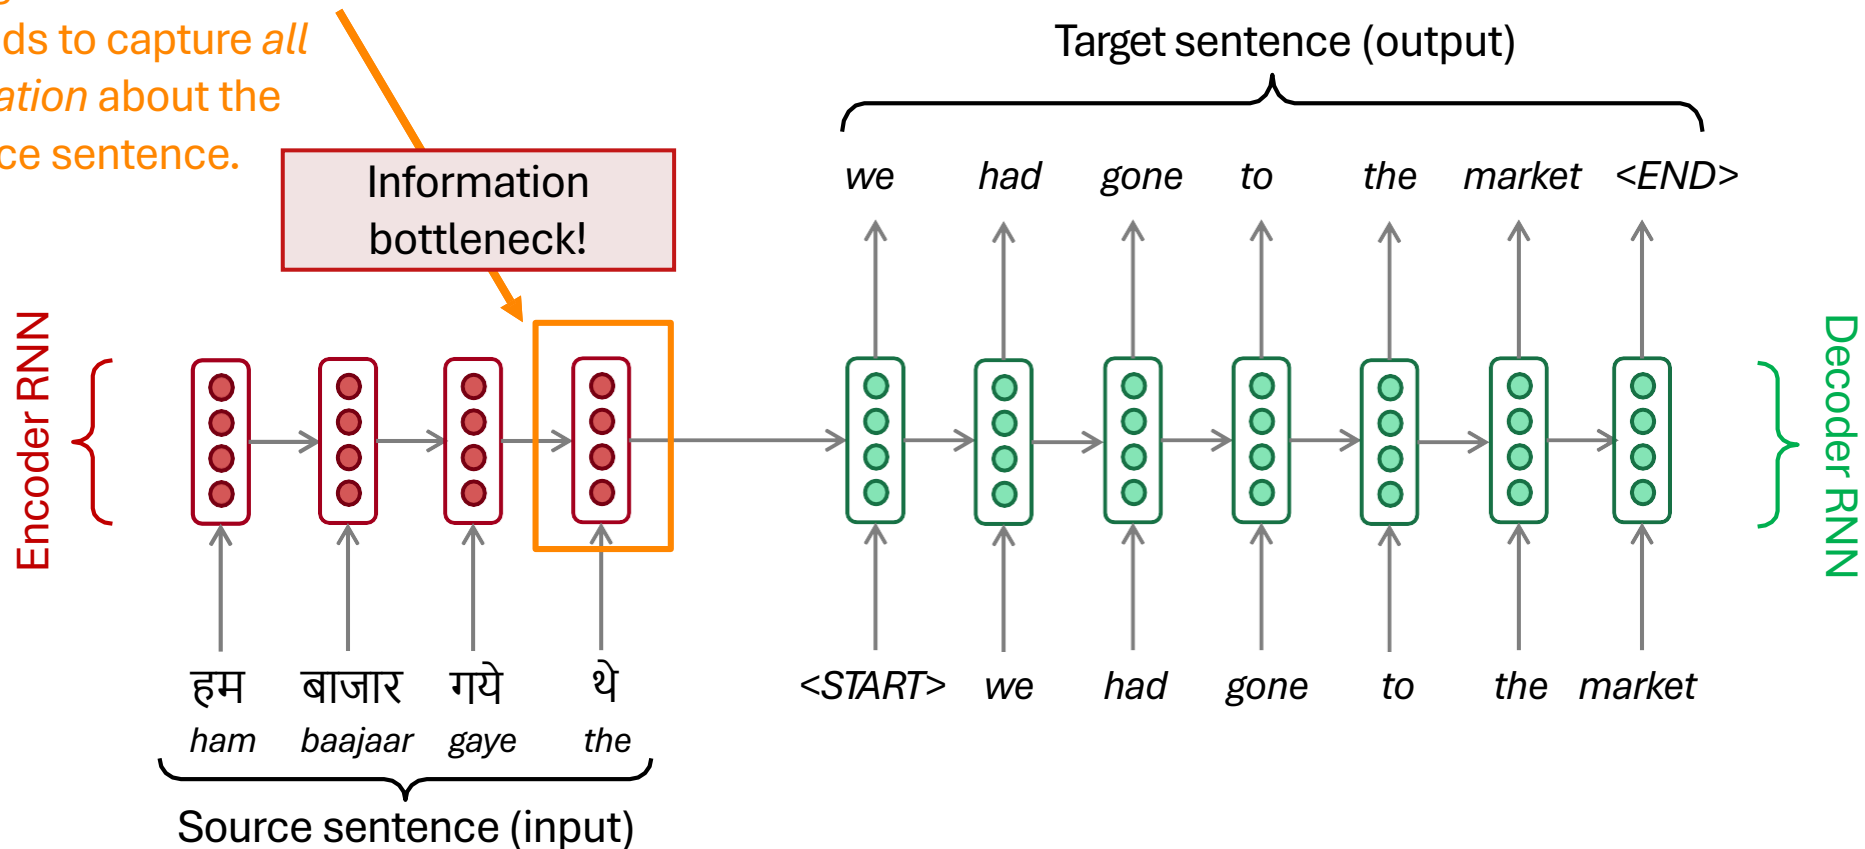 ds to capture all
ation about the
ce sentence.
Information
bottleneck!
Target sentence (output)
we had gone to the market <END>
Encoder RNN
Decoder RNN
हम बाजार गये थे
ham baajaar gaye the
Source sentence (input)
<START> we had gone to the market